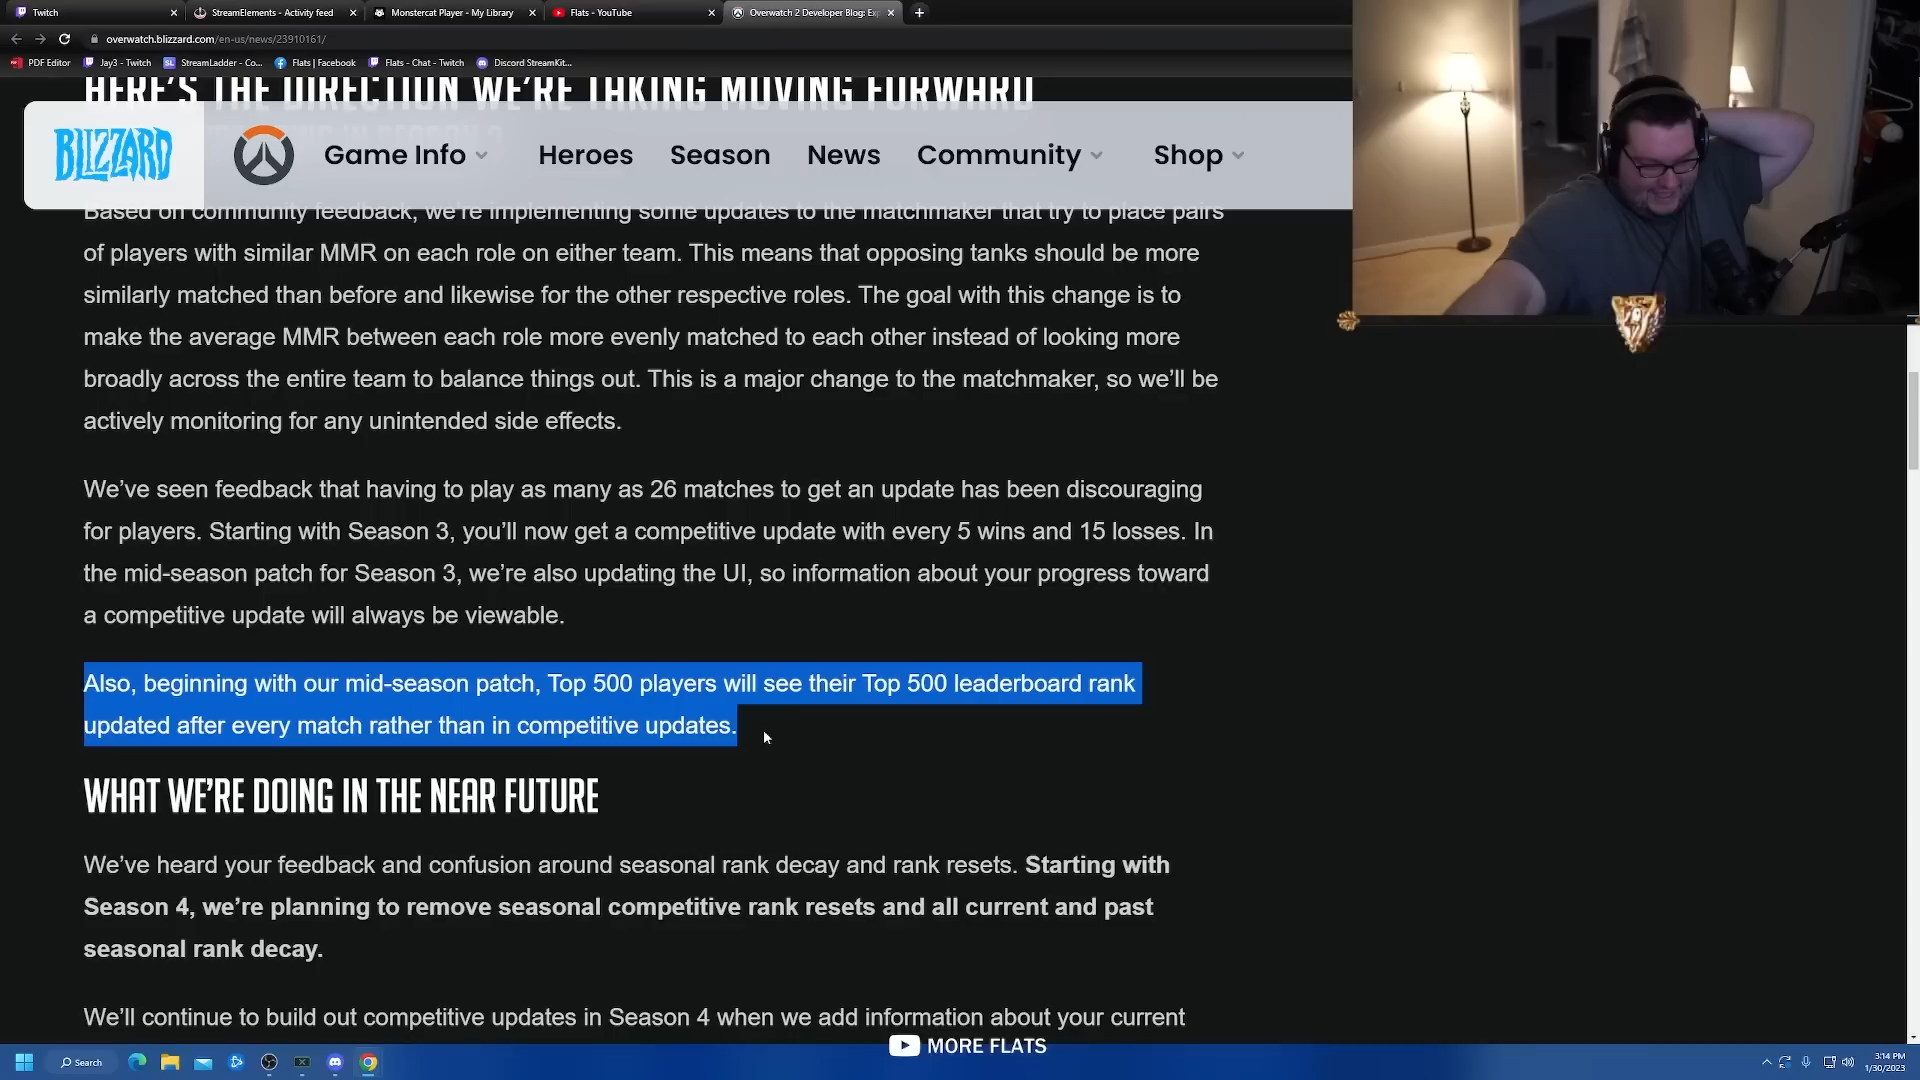 Twitch
StreamElements - Activity feed
Monstercat Player - My Library
Flats - YouTube
Overwatch 2 Developer Blog: Ex
overwatch.blizzard.com/en-us/news/23910161/
PDF Editor
Jay3 - Twitch
StreamLadder - Co...
Flats | Facebook
Flats - Chat - Twitch
Discord StreamKit...
HERE'S THE DIRECTION WE'RE TAKING MOVING FORWARD
BLIZZARD
Game Info
Heroes
Season
News
Community
Shop
Based on community feedback, we're implementing some updates to the matchmaker that try to place pairs
of players with similar MMR on each role on either team. This means that opposing tanks should be more
similarly matched than before and likewise for the other respective roles. The goal with this change is to
make the average MMR between each role more evenly matched to each other instead of looking more
broadly across the entire team to balance things out. This is a major change to the matchmaker, so we'll be
actively monitoring for any unintended side effects.
We've seen feedback that having to play as many as 26 matches to get an update has been discouraging
for players. Starting with Season 3, you'll now get a competitive update with every 5 wins and 15 losses. In
the mid-season patch for Season 3, we're also updating the UI, so information about your progress toward
a competitive update will always be viewable.
Also, beginning with our mid-season patch, Top 500 players will see their Top 500 leaderboard rank
updated after every match rather than in competitive updates.
WHAT WE'RE DOING IN THE NEAR FUTURE
We've heard your feedback and confusion around seasonal rank decay and rank resets. Starting with
Season 4, we're planning to remove seasonal competitive rank resets and all current and past
seasonal rank decay.
We'll continue to build out competitive updates in Season 4 when we add information about your current
MORE FLATS
Search
3:14 PM
1/30/2023